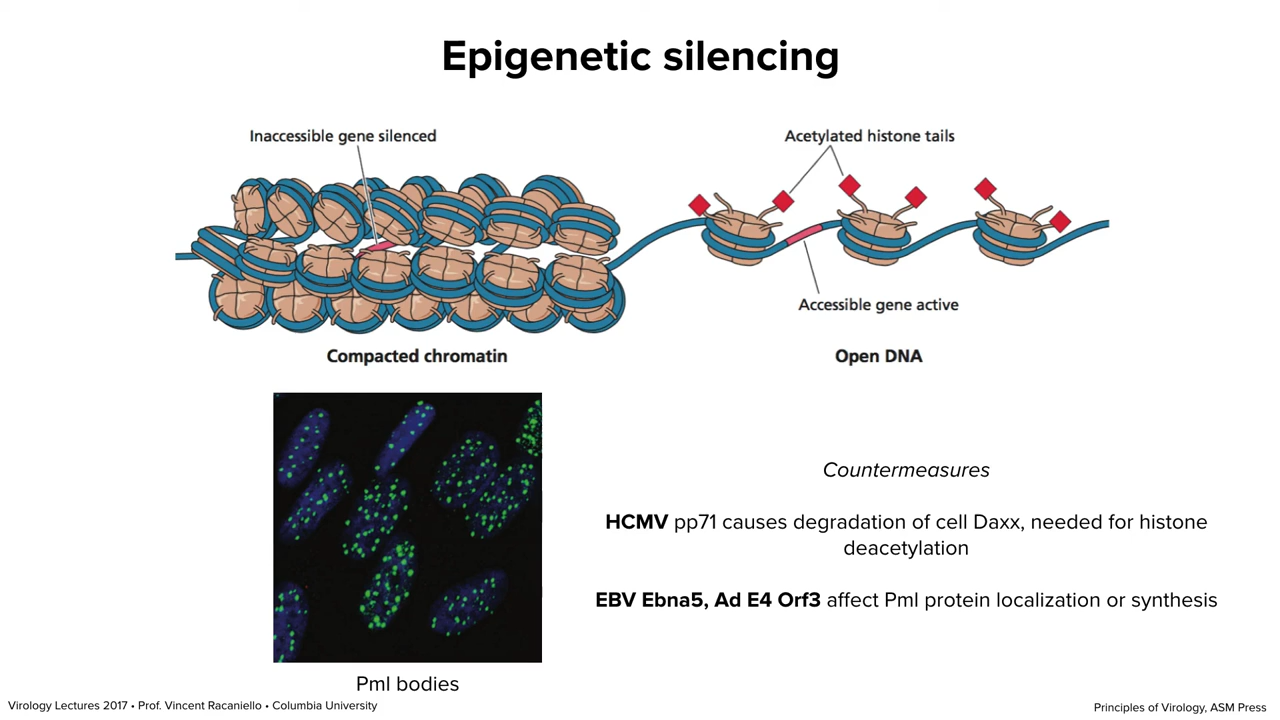 Epigenetic silencing
Inaccessible gene silenced
Acetylated histone tails
Accessible gene active
Compacted chromatin
Open DNA
Countermeasures
HCMV pp71 causes degradation of cell Daxx, needed for histone
deacetylation
EBV Ebna5, Ad E4 Orf3 affect Pml protein localization or synthesis
Pml bodies
Virology Lectures 2017 • Prof. Vincent Racaniello • Columbia University
Principles of Virology, ASM Press